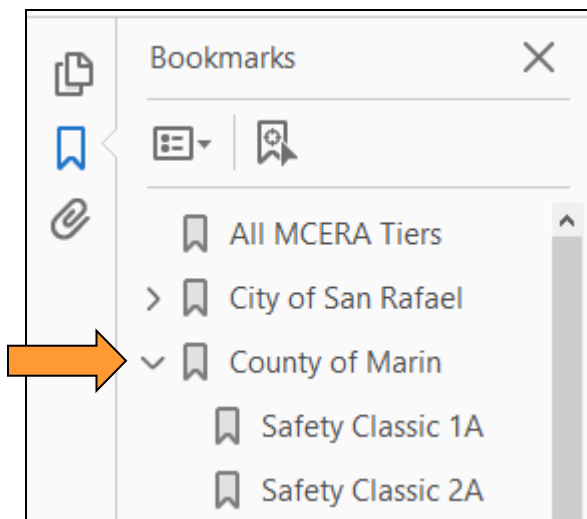 Bookmarks
All MCERA Tiers
City of San Rafael
County of Marin
Safety Classic 1A
Safety Classic 2A